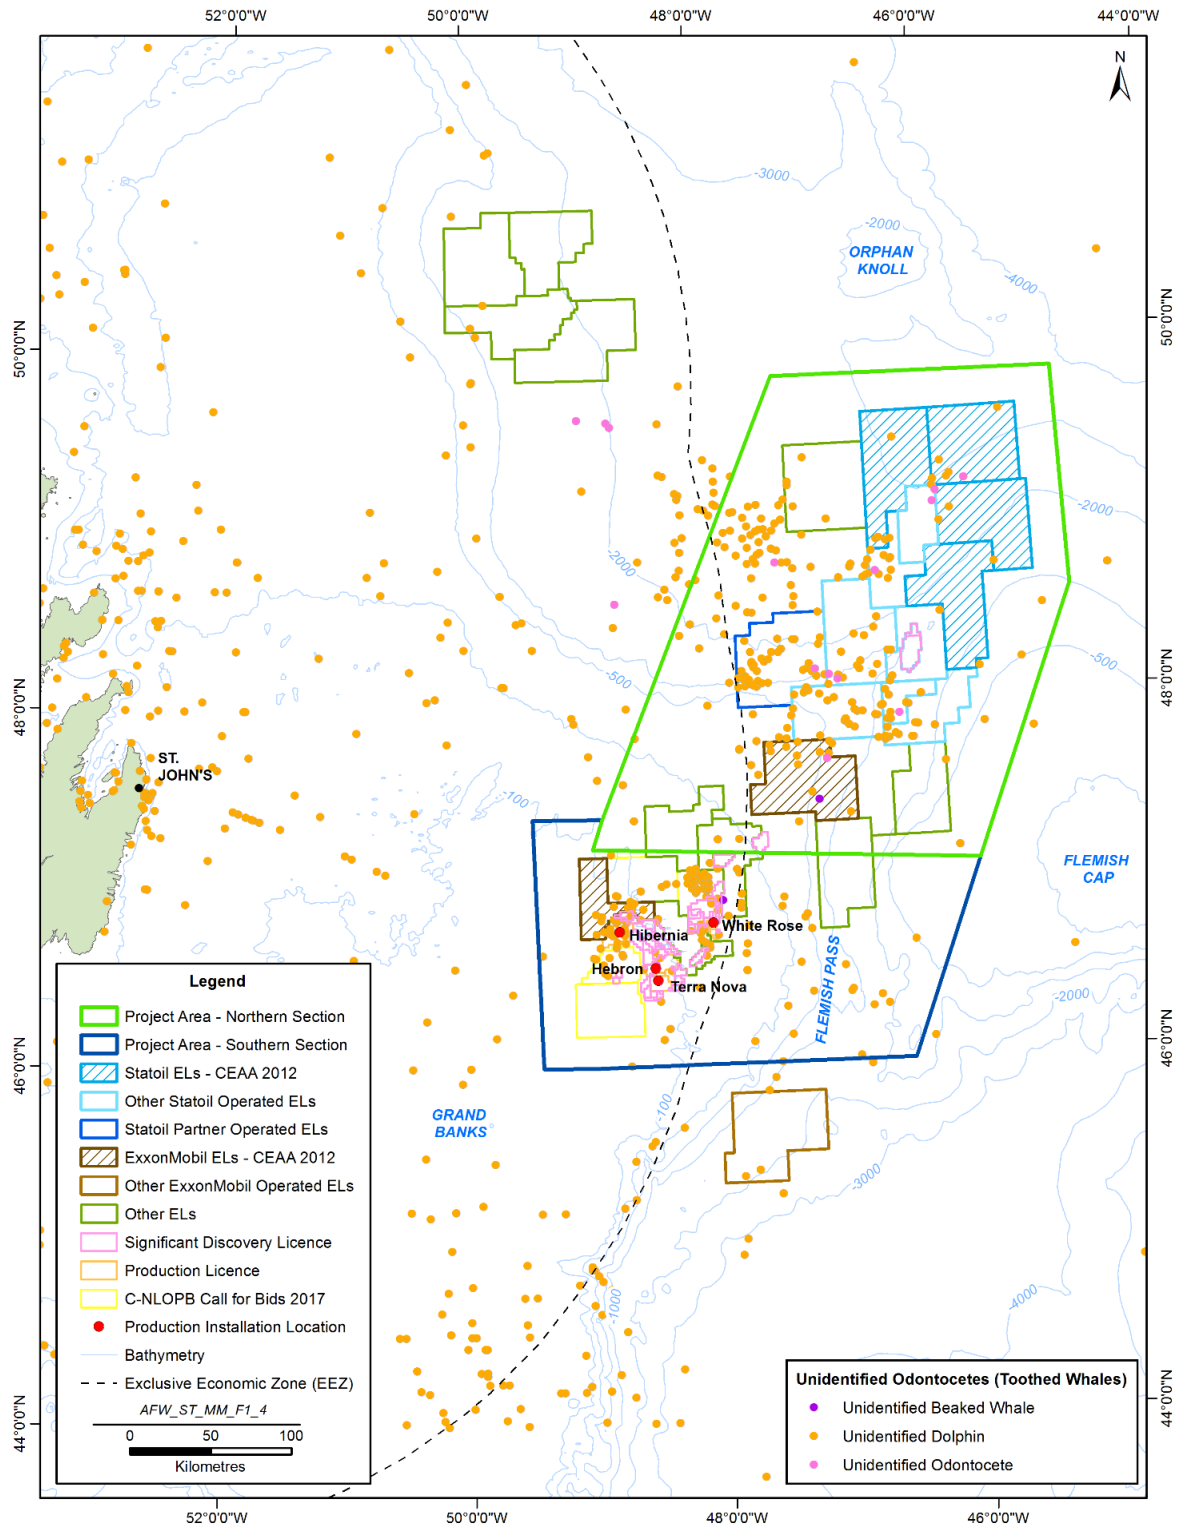 52°0'0"W
50°0'0"W
48°0'0"W
46°0'0"W
44°0'0"W
N
-3000
-2000
ORPHAN
KNOLL
-4000
50°0'0"N
50°0'0"N
-2000
-2000
-500
-500
48°0'0"N
48°0'0"N
ST.
JOHN'S
-100
FLEMISH
CAP
White Rose
Hibernia
Hebron
Terra Nova
FLEMISH PASS
-2000
46°0'0"N
46°0'0"N
-100
GRAND
BANKS
-3000
-4000
-1000
44°0'0"N
44°0'0"N
Legend
Project Area - Northern Section
Project Area - Southern Section
Statoil ELs - CEAA 2012
Other Statoil Operated ELs
Statoil Partner Operated ELs
ExxonMobil ELs - CEAA 2012
Other ExxonMobil Operated ELs
Other ELs
Significant Discovery Licence
Production Licence
C-NLOPB Call for Bids 2017
Production Installation Location
Bathymetry
Exclusive Economic Zone (EEZ)
AFW_ST_MM_F1_4
0 50 100
Kilometres
Unidentified Odontocetes (Toothed Whales)
Unidentified Beaked Whale
Unidentified Dolphin
Unidentified Odontocete
52°0'0"W
50°0'0"W
48°0'0"W
46°0'0"W